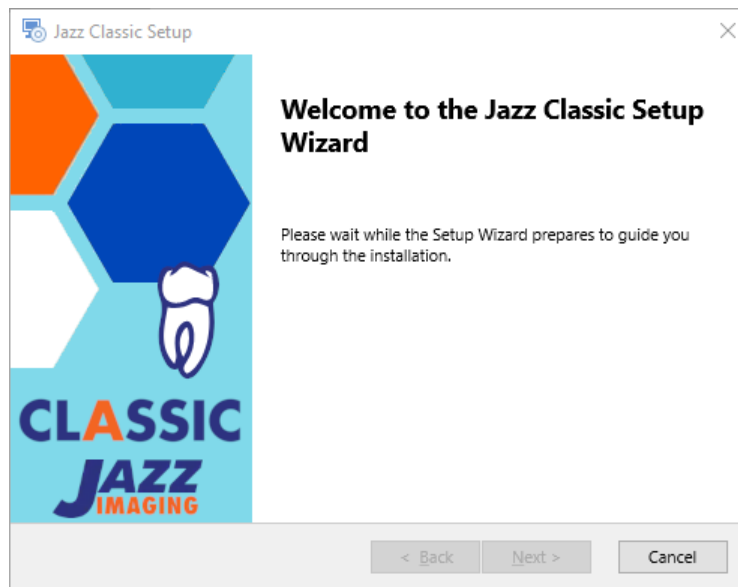 Jazz Classic Setup
Welcome to the Jazz Classic Setup
Wizard
Please wait while the Setup Wizard prepares to guide you
through the installation.
CLASSIC
JAZZ
IMAGING
< Back
Next >
Cancel